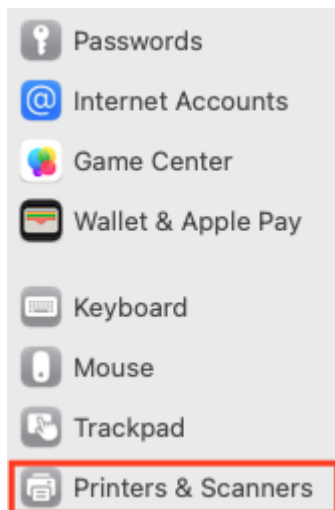 Passwords
Internet Accounts
Game Center
Wallet & Apple Pay
Keyboard
Mouse
Trackpad
Printers & Scanners